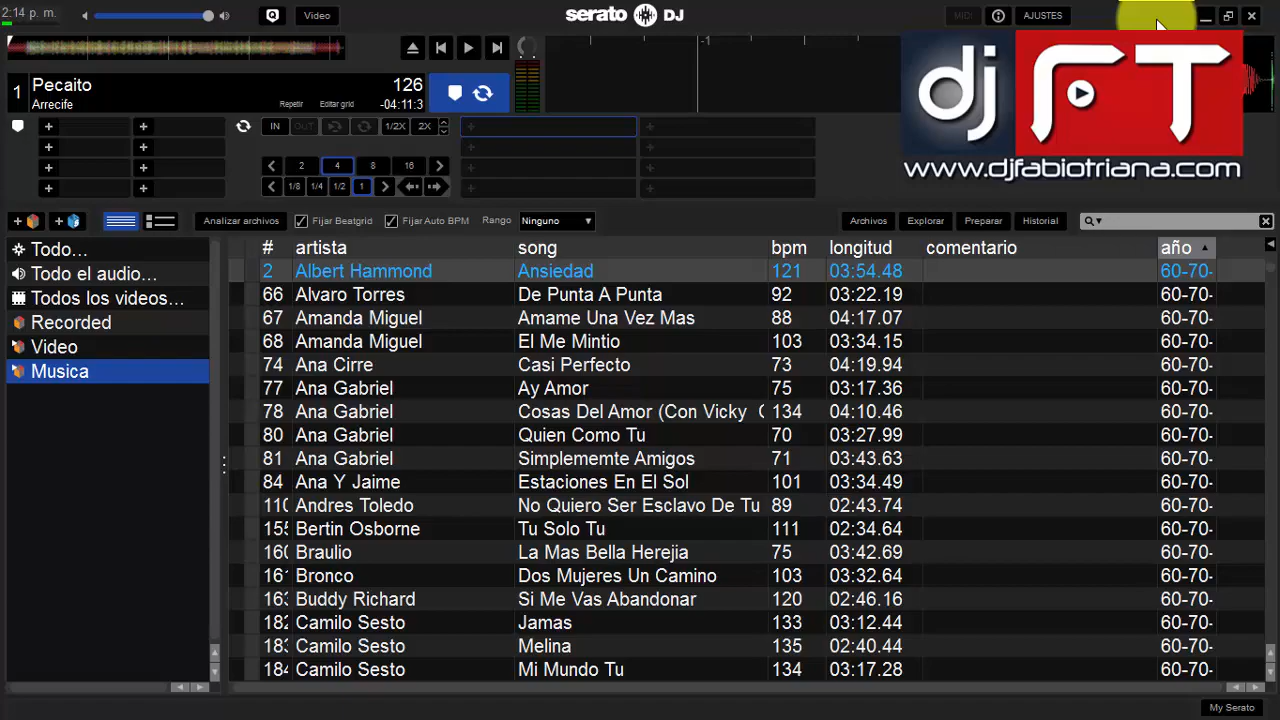 2:14 p. m. Video serato DJ MIDI AJUSTES
1 Pecaito 126
Arrecife Repetir Editar grid -04:11:3
-1
dj FT
www.djfabiotriana.com
IN OUT 1/2X 2X
2 4 8 16
1/8 1/4 1/2 1
Analizar archivos Fijar Beatgrid Fijar Auto BPM Rango Ninguno Archivos Explorar Preparar Historial
Todo...
Todo el audio...
Todos los videos...
Recorded
Video
Musica
# artista song bpm longitud comentario año
2 Albert Hammond Ansiedad 121 03:54.48 60-70-
66 Alvaro Torres De Punta A Punta 92 03:22.19 60-70-
67 Amanda Miguel Amame Una Vez Mas 88 04:17.07 60-70-
68 Amanda Miguel El Me Mintio 103 03:34.15 60-70-
74 Ana Cirre Casi Perfecto 73 04:19.94 60-70-
77 Ana Gabriel Ay Amor 75 03:17.36 60-70-
78 Ana Gabriel Cosas Del Amor (Con Vicky 134 04:10.46 60-70-
80 Ana Gabriel Quien Como Tu 70 03:27.99 60-70-
81 Ana Gabriel Simplememte Amigos 71 03:43.63 60-70-
84 Ana Y Jaime Estaciones En El Sol 101 03:34.49 60-70-
110 Andres Toledo No Quiero Ser Esclavo De Tu 89 02:43.74 60-70-
155 Bertin Osborne Tu Solo Tu 111 02:34.64 60-70-
160 Braulio La Mas Bella Herejia 75 03:42.69 60-70-
161 Bronco Dos Mujeres Un Camino 103 03:32.64 60-70-
163 Buddy Richard Si Me Vas Abandonar 120 02:46.16 60-70-
182 Camilo Sesto Jamas 133 03:12.44 60-70-
183 Camilo Sesto Melina 135 02:40.44 60-70-
184 Camilo Sesto Mi Mundo Tu 134 03:17.28 60-70-
My Serato